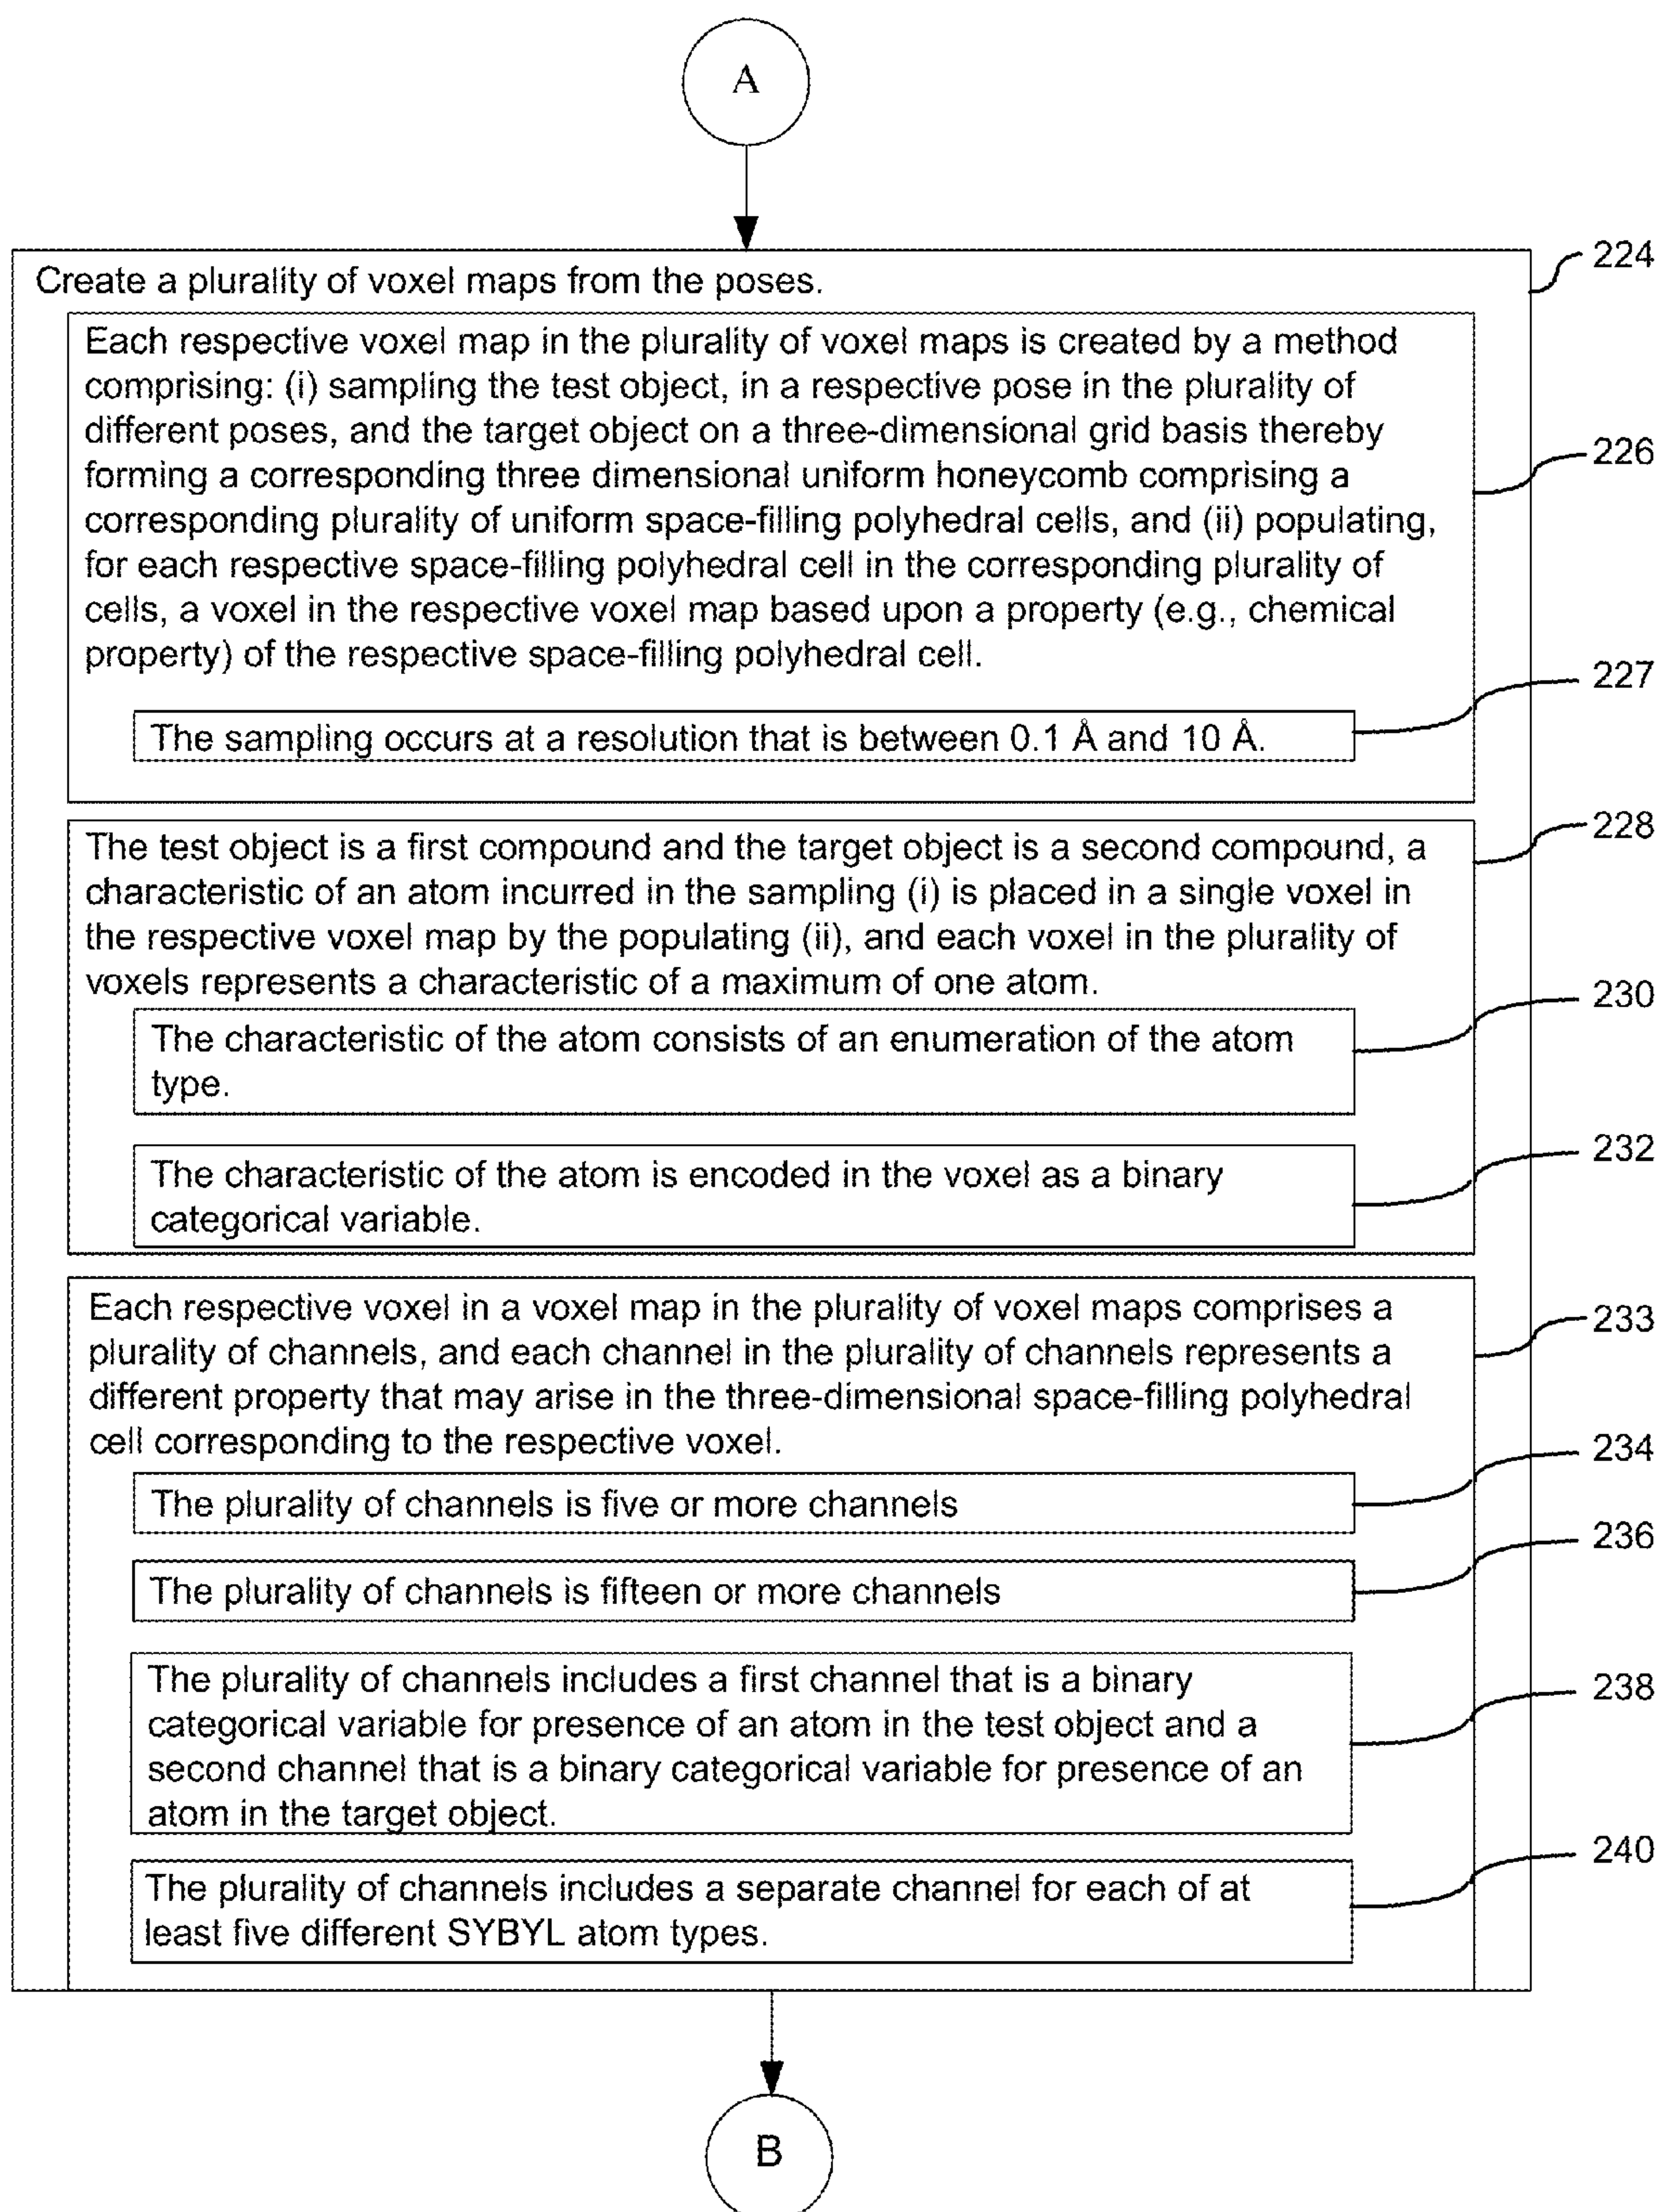 A
224
Create a plurality of voxel maps from the poses.
Each respective voxel map in the plurality of voxel maps is created by a method
comprising: (i) sampling the test object, in a respective pose in the plurality of
different poses, and the target object on a three-dimensional grid basis thereby
forming a corresponding three dimensional uniform honeycomb comprising a
corresponding plurality of uniform space-filling polyhedral cells, and (ii) populating,
for each respective space-filling polyhedral cell in the corresponding plurality of
cells, a voxel in the respective voxel map based upon a property (e.g., chemical
property) of the respective space-filling polyhedral cell.
226
227
The sampling occurs at a resolution that is between 0.1 Å and 10 Å.
228
The test object is a first compound and the target object is a second compound, a
characteristic of an atom incurred in the sampling (i) is placed in a single voxel in
the respective voxel map by the populating (ii), and each voxel in the plurality of
voxels represents a characteristic of a maximum of one atom.
230
The characteristic of the atom consists of an enumeration of the atom
type.
232
The characteristic of the atom is encoded in the voxel as a binary
categorical variable.
233
Each respective voxel in a voxel map in the plurality of voxel maps comprises a
plurality of channels, and each channel in the plurality of channels represents a
different property that may arise in the three-dimensional space-filling polyhedral
cell corresponding to the respective voxel.
234
The plurality of channels is five or more channels
236
The plurality of channels is fifteen or more channels
238
The plurality of channels includes a first channel that is a binary
categorical variable for presence of an atom in the test object and a
second channel that is a binary categorical variable for presence of an
atom in the target object.
240
The plurality of channels includes a separate channel for each of at
least five different SYBYL atom types.
B